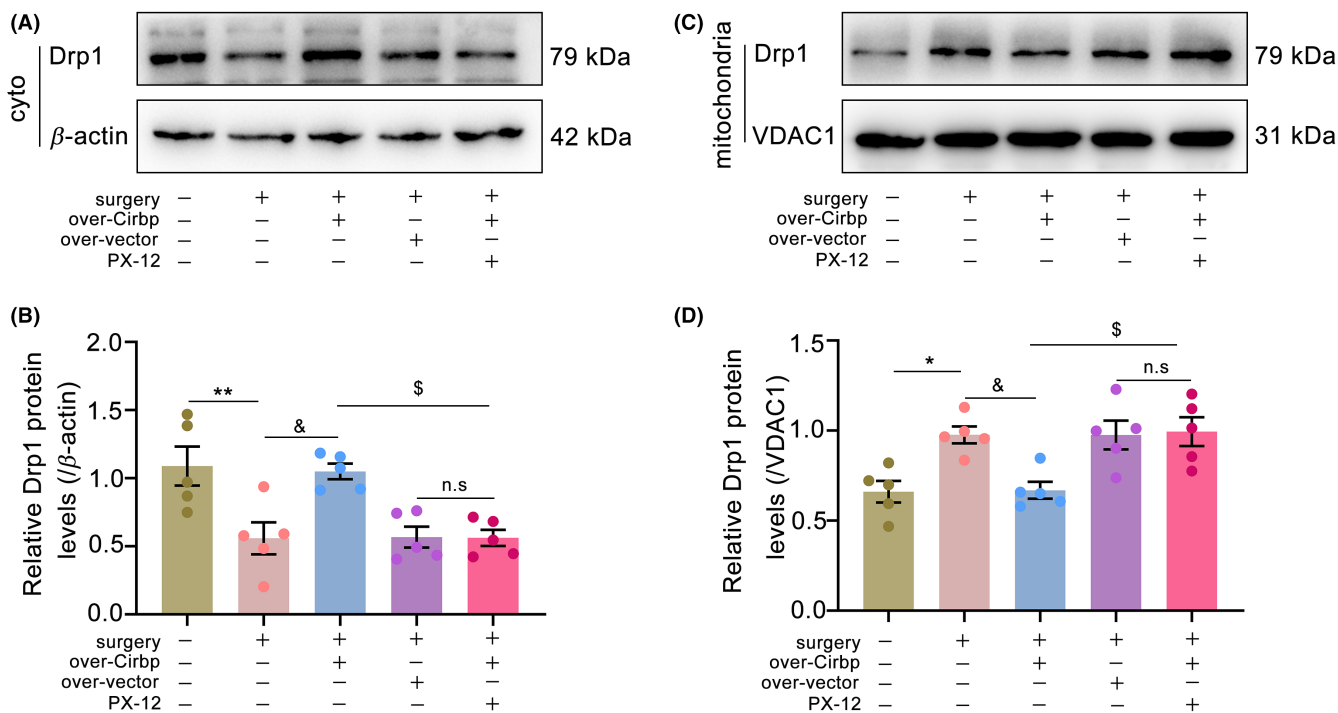 (A)
cyto
Drp1
79 kDa
β-actin
42 kDa
surgery – + + + +
over-Cirbp – – + – +
over-vector – – – + –
PX-12 – – – – +
(C)
mitochondria
Drp1
79 kDa
VDAC1
31 kDa
surgery – + + + +
over-Cirbp – – + – +
over-vector – – – + –
PX-12 – – – – +
(B)
Relative Drp1 protein
levels (/β-actin)
2.0
1.5
1.0
0.5
0.0
**
&
$
n.s
surgery – + + + +
over-Cirbp – – + – +
over-vector – – – + –
PX-12 – – – – +
(D)
Relative Drp1 protein
levels (/VDAC1)
1.5
1.0
0.5
0.0
*
&
$
n.s
surgery – + + + +
over-Cirbp – – + – +
over-vector – – – + –
PX-12 – – – – +